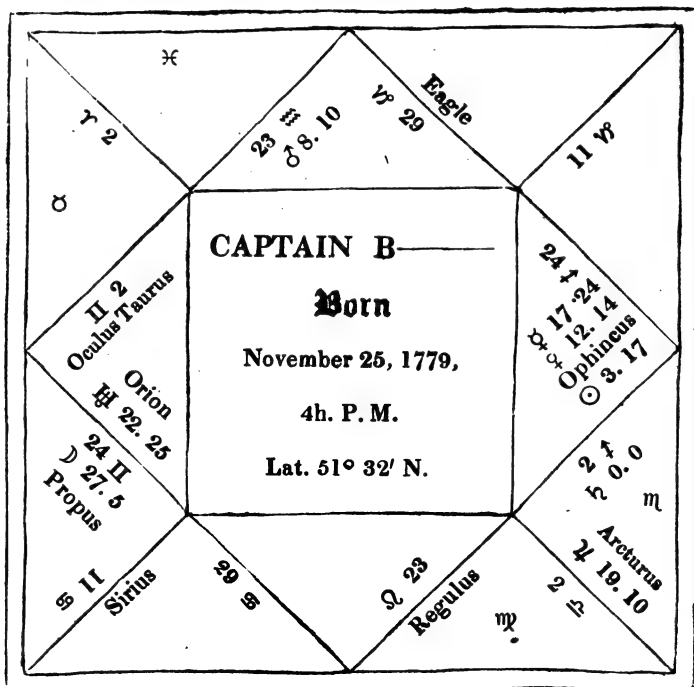 ♓
♈ 2
♉
23 ♒
♂ 8. 10
♑ 29
Eagle
11 ♑
CAPTAIN B——
Born
November 25, 1779,
4h. P. M.
Lat. 51° 32′ N.
24 ♐
☿ 17 . 24
♀ 12. 14
Ophincus
☉ 3. 17
♊ 2
Oculus Taurus
Orion
♅ 22. 25
24 ♊
☽ 27. 5
Propus
♋ 11
Sirius
29 ♋
♌ 23
Regulus
♍
2 ♎
2 ♐
♄ 0. 0
♏
Arcturus
♃ 19. 10